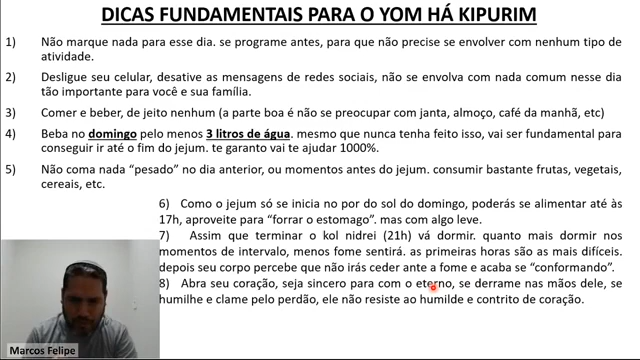 DICAS FUNDAMENTAIS PARA O YOM HÁ KIPURIM
1) Não marque nada para esse dia. se programe antes, para que não precise se envolver com nenhum tipo de
atividade.
2) Desligue seu celular, desative as mensagens de redes sociais, não se envolva com nada comum nesse dia
tão importante para você e sua família.
3) Comer e beber, de jeito nenhum (a parte boa é não se preocupar com janta, almoço, café da manhã, etc)
4) Beba no domingo pelo menos 3 litros de água. mesmo que nunca tenha feito isso, vai ser fundamental para
conseguir ir até o fim do jejum. te garanto vai te ajudar 1000%.
5) Não coma nada “pesado” no dia anterior, ou momentos antes do jejum. consumir bastante frutas, vegetais,
cereais, etc.
6) Como o jejum só se inicia no por do sol do domingo, poderás se alimentar até às
17h, aproveite para “forrar o estomago”. mas com algo leve.
7) Assim que terminar o kol nidrei (21h) vá dormir. quanto mais dormir nos
momentos de intervalo, menos fome sentirá. as primeiras horas são as mais difíceis.
depois seu corpo percebe que não irás ceder ante a fome e acaba se “conformando”.
8) Abra seu coração, seja sincero para com o eterno, se derrame nas mãos dele, se
humilhe e clame pelo perdão, ele não resiste ao humilde e contrito de coração.
Marcos Felipe